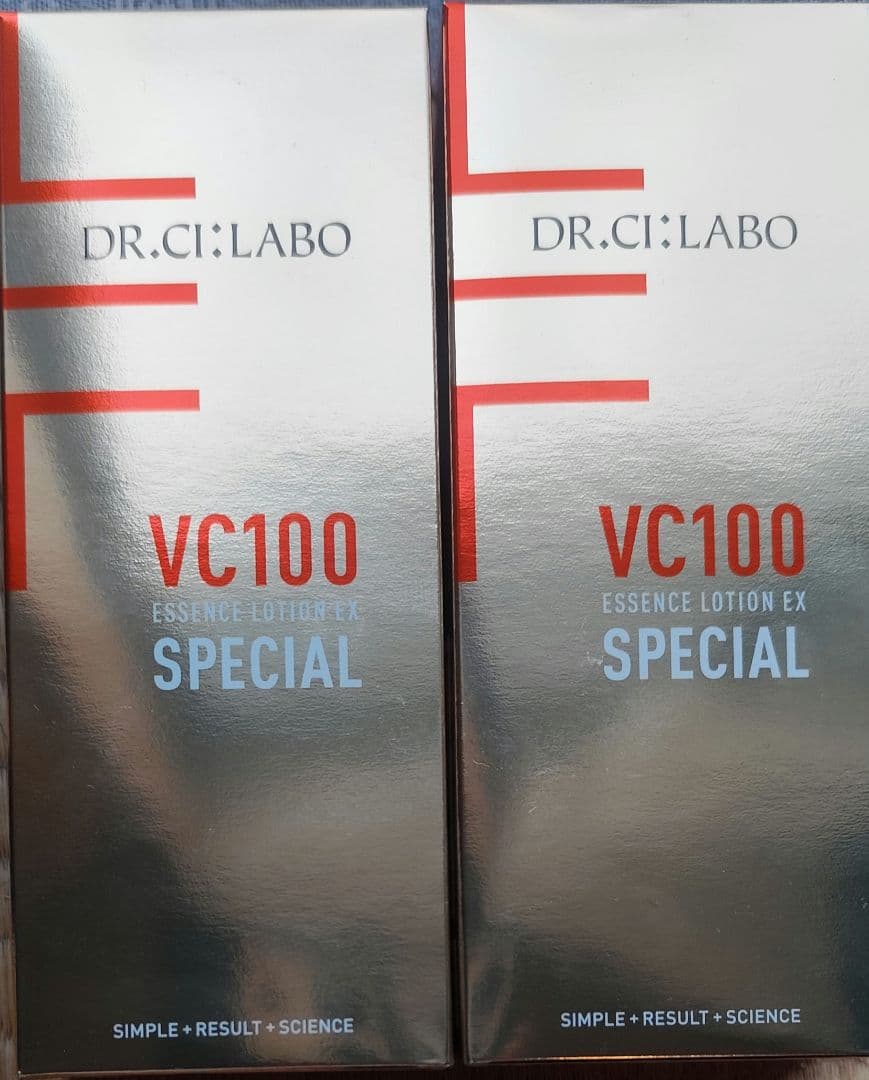 DR.CI:LABO
VC100
ESSENCE LOTION EX
SPECIAL
SIMPLE+RESULT+SCIENCE
DR.CI:LABO
VC100
ESSENCE LOTION EX
SPECIAL
SIMPLE+RESULT+SCIENCE